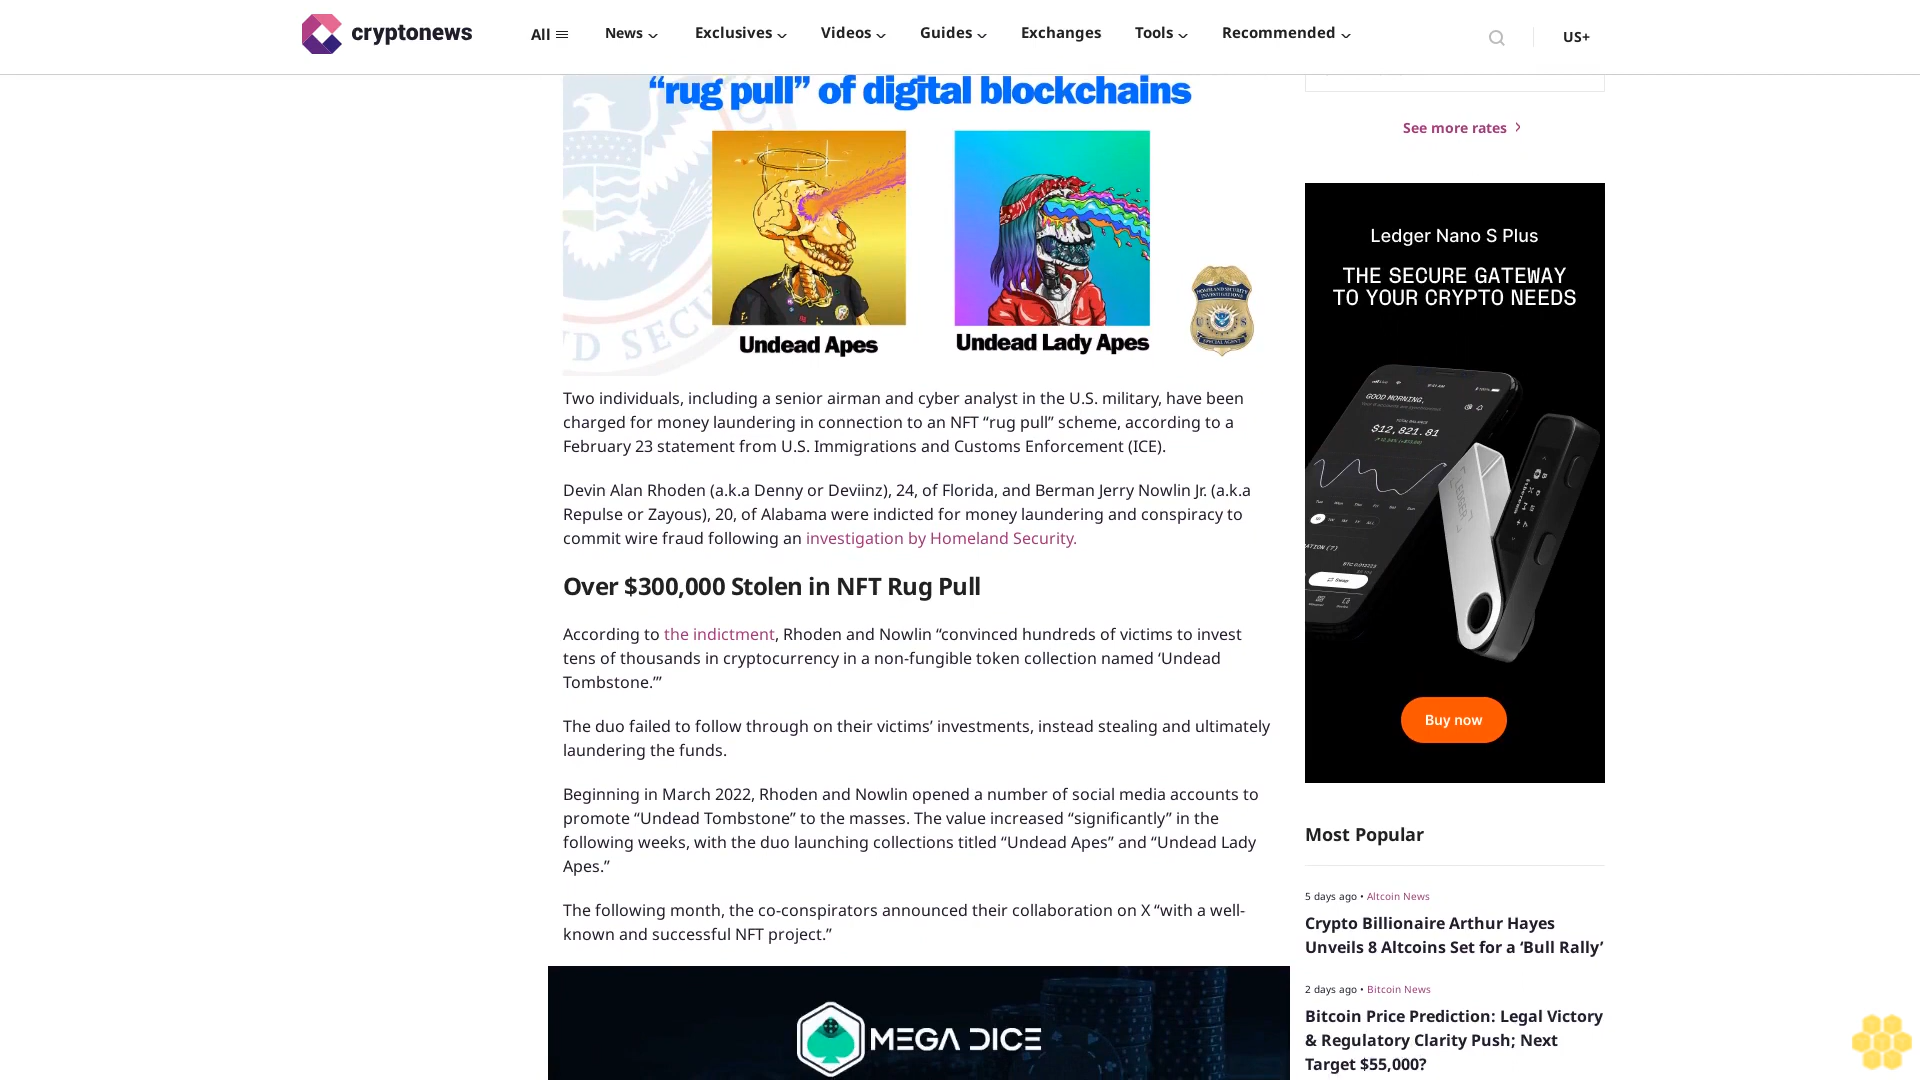 cryptonews
All
News
Exclusives
Videos
Guides
Exchanges
Tools
Recommended
US+
“rug pull” of digital blockchains
Undead Apes
Undead Lady Apes
Two individuals, including a senior airman and cyber analyst in the U.S. military, have been
charged for money laundering in connection to an NFT “rug pull” scheme, according to a
February 23 statement from U.S. Immigrations and Customs Enforcement (ICE).
Devin Alan Rhoden (a.k.a Denny or Deviinz), 24, of Florida, and Berman Jerry Nowlin Jr. (a.k.a
Repulse or Zayous), 20, of Alabama were indicted for money laundering and conspiracy to
commit wire fraud following an investigation by Homeland Security.
Over $300,000 Stolen in NFT Rug Pull
According to the indictment, Rhoden and Nowlin “convinced hundreds of victims to invest
tens of thousands in cryptocurrency in a non-fungible token collection named ‘Undead
Tombstone.’”
The duo failed to follow through on their victims’ investments, instead stealing and ultimately
laundering the funds.
Beginning in March 2022, Rhoden and Nowlin opened a number of social media accounts to
promote “Undead Tombstone” to the masses. The value increased “significantly” in the
following weeks, with the duo launching collections titled “Undead Apes” and “Undead Lady
Apes.”
The following month, the co-conspirators announced their collaboration on X “with a well-
known and successful NFT project.”
MEGA DICE
See more rates
Ledger Nano S Plus
THE SECURE GATEWAY
TO YOUR CRYPTO NEEDS
GOOD MORNING,
$12,821.81
LEDGER
Swap
Buy now
Most Popular
5 days ago • Altcoin News
Crypto Billionaire Arthur Hayes
Unveils 8 Altcoins Set for a ‘Bull Rally’
2 days ago • Bitcoin News
Bitcoin Price Prediction: Legal Victory
& Regulatory Clarity Push; Next
Target $55,000?